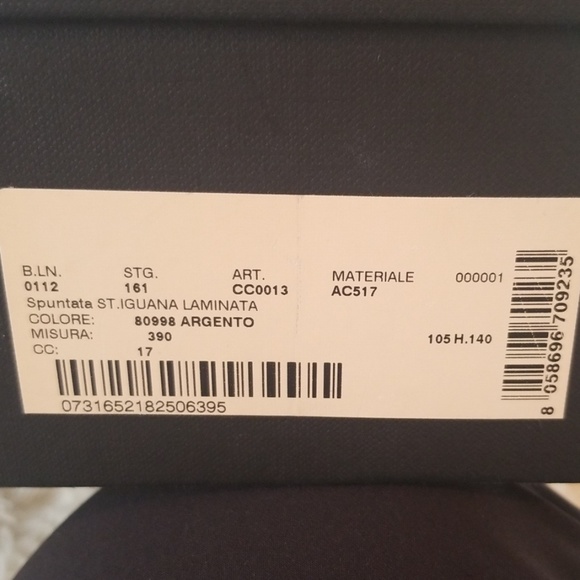 B.LN. STG. ART. MATERIALE 000001
0112 161 CC0013 AC517
Spuntata ST.IGUANA LAMINATA
COLORE: 80998 ARGENTO
MISURA: 390 105 H.140
CC: 17
0731652182506395
8 058696 709235